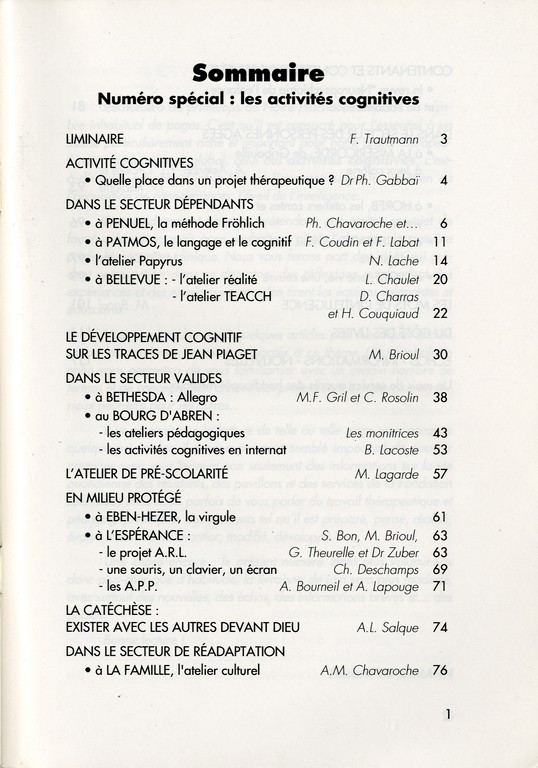 Sommaire
Numéro spécial : les activités cognitives
LIMINAIRE F. Trautmann 3
ACTIVITÉ COGNITIVES
• Quelle place dans un projet thérapeutique ? Dr Ph. Gabbaï 4
DANS LE SECTEUR DÉPENDANTS
• à PENUEL, la méthode Fröhlich Ph. Chavaroche et... 6
• à PATMOS, le langage et le cognitif F. Coudin et F. Labat 11
• l'atelier Papyrus N. Lache 14
• à BELLEVUE : - l'atelier réalité L. Chaulet 20
- l'atelier TEACCH D. Charras
et H. Couquiaud 22
LE DÉVELOPPEMENT COGNITIF
SUR LES TRACES DE JEAN PIAGET M. Brioul 30
DANS LE SECTEUR VALIDES
• à BETHESDA : Allegro M.F. Gril et C. Rosolin 38
• au BOURG D'ABREN :
- les ateliers pédagogiques Les monitrices 43
- les activités cognitives en internat B. Lacoste 53
L'ATELIER DE PRÉ-SCOLARITÉ M. Lagarde 57
EN MILIEU PROTÉGÉ
• à EBEN-HEZER, la virgule 61
• à L'ESPÉRANCE : S. Bon, M. Brioul, 63
- le projet A.R.L. G. Theurelle et Dr Zuber 63
- une souris, un clavier, un écran Ch. Deschamps 69
- les A.P.P. A. Bourneil et A. Lapouge 71
LA CATÉCHÈSE :
EXISTER AVEC LES AUTRES DEVANT DIEU A.L. Salque 74
DANS LE SECTEUR DE RÉADAPTATION
• à LA FAMILLE, l'atelier culturel A.M. Chavaroche 76
1